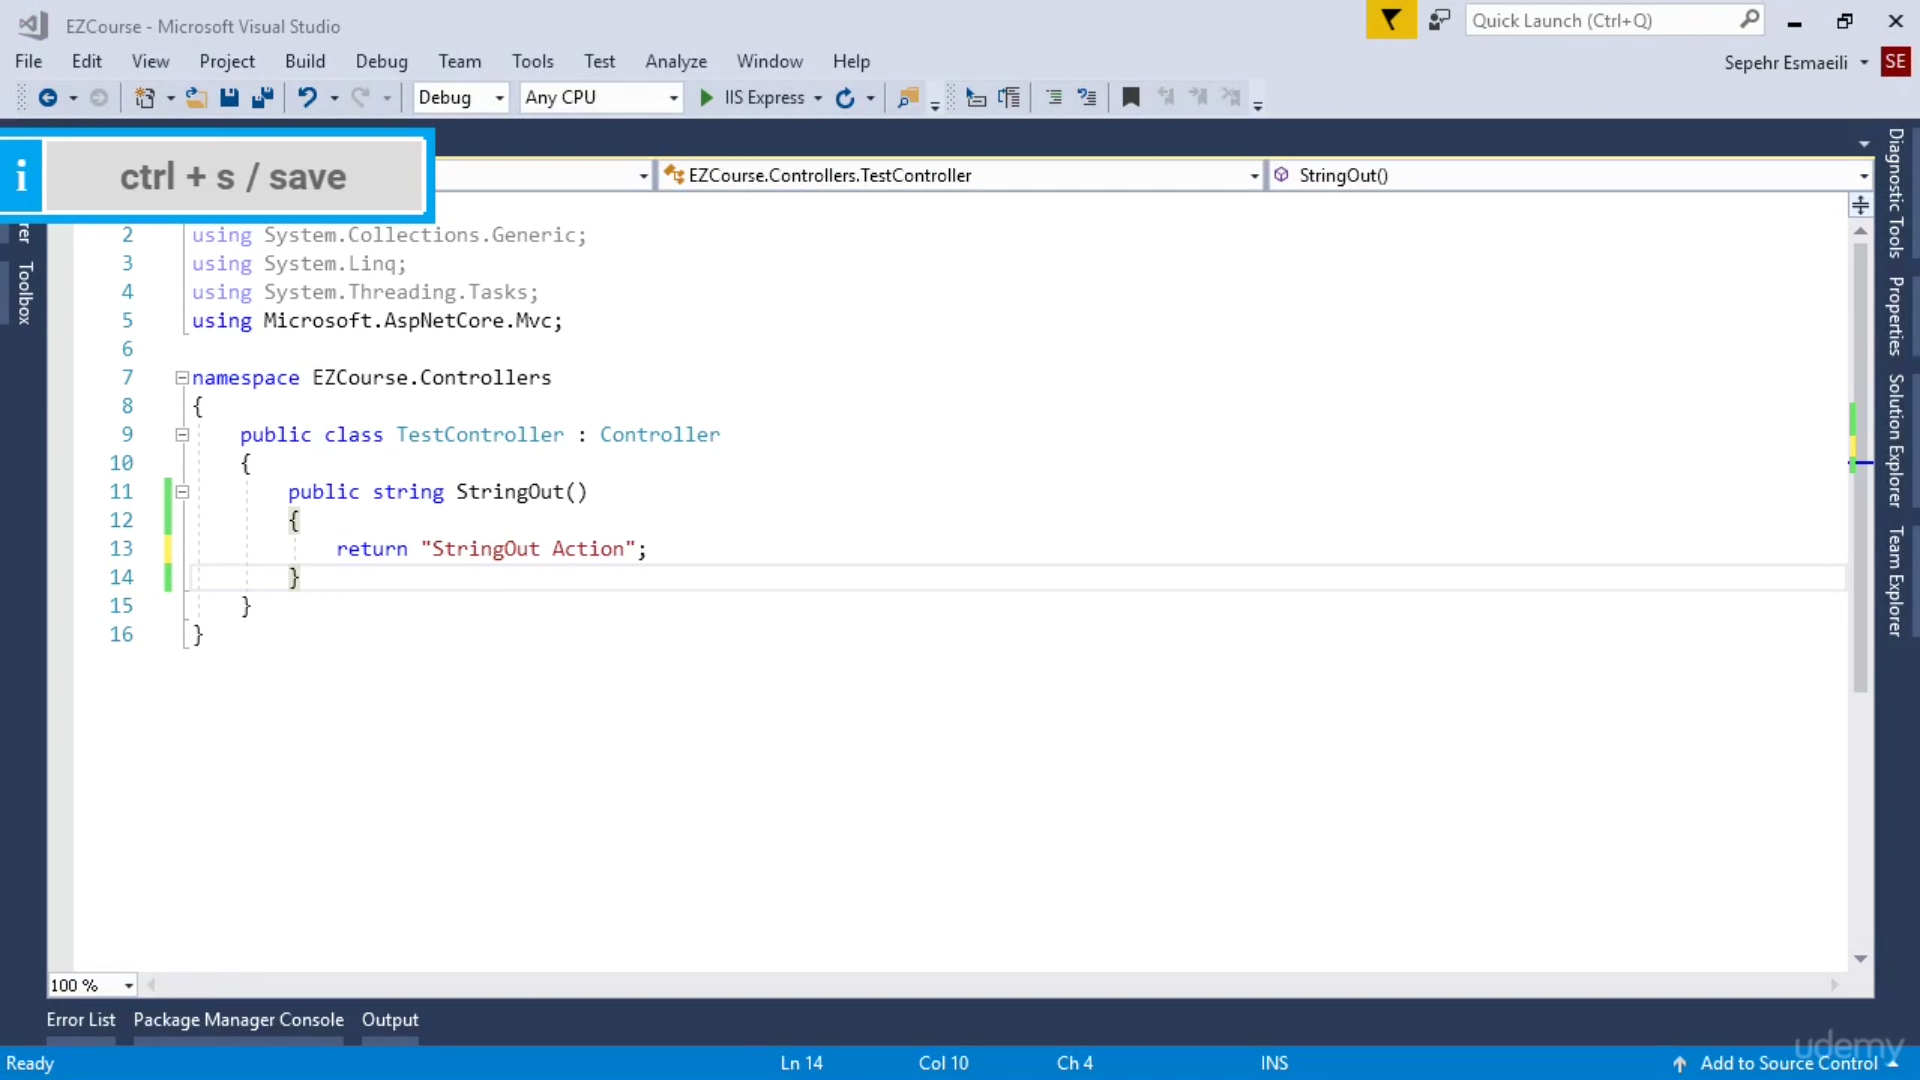 EZCourse - Microsoft Visual Studio
Quick Launch (Ctrl+Q)
File Edit View Project Build Debug Team Tools Test Analyze Window Help
Sepehr Esmaeili SE
Debug Any CPU IIS Express
i ctrl + s / save
EZCourse.Controllers.TestController
StringOut()
Toolbox
Diagnostic Tools
Properties
Solution Explorer
Team Explorer
2 using System.Collections.Generic;
3 using System.Linq;
4 using System.Threading.Tasks;
5 using Microsoft.AspNetCore.Mvc;
6
7 namespace EZCourse.Controllers
8 {
9 public class TestController : Controller
10 {
11 public string StringOut()
12 {
13 return "StringOut Action";
14 }
15 }
16 }
100 %
Error List Package Manager Console Output
Ready Ln 14 Col 10 Ch 4 INS Add to Source Control
udemy